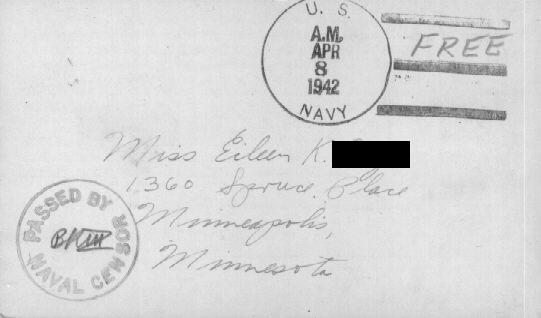 U. S.
A.M.
APR
8
1942
NAVY
FREE
Miss Eileen K.
1360 Spruce Place
Minneapolis,
Minnesota
PASSED BY
NAVAL CENSOR